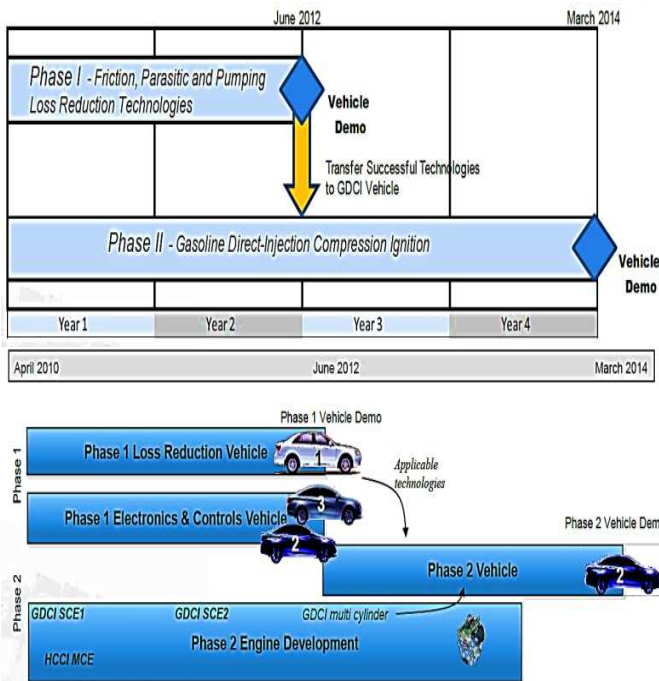 June 2012
March 2014
Phase I - Friction, Parasitic and Pumping
Loss Reduction Technologies
Vehicle
Demo
Transfer Successful Technologies
to GDCI Vehicle
Phase II - Gasoline Direct-Injection Compression Ignition
Vehicle
Demo
Year 1
Year 2
Year 3
Year 4
April 2010
June 2012
March 2014
Phase 1 Vehicle Demo
Phase 1
Phase 1 Loss Reduction Vehicle
1
Applicable
technologies
Phase 1 Electronics & Controls Vehicle
3
2
Phase 2 Vehicle Dem
Phase 2 Vehicle
2
Phase 2
GDCI SCE1
GDCI SCE2
GDCI multi cylinder
Phase 2 Engine Development
HCCI MCE